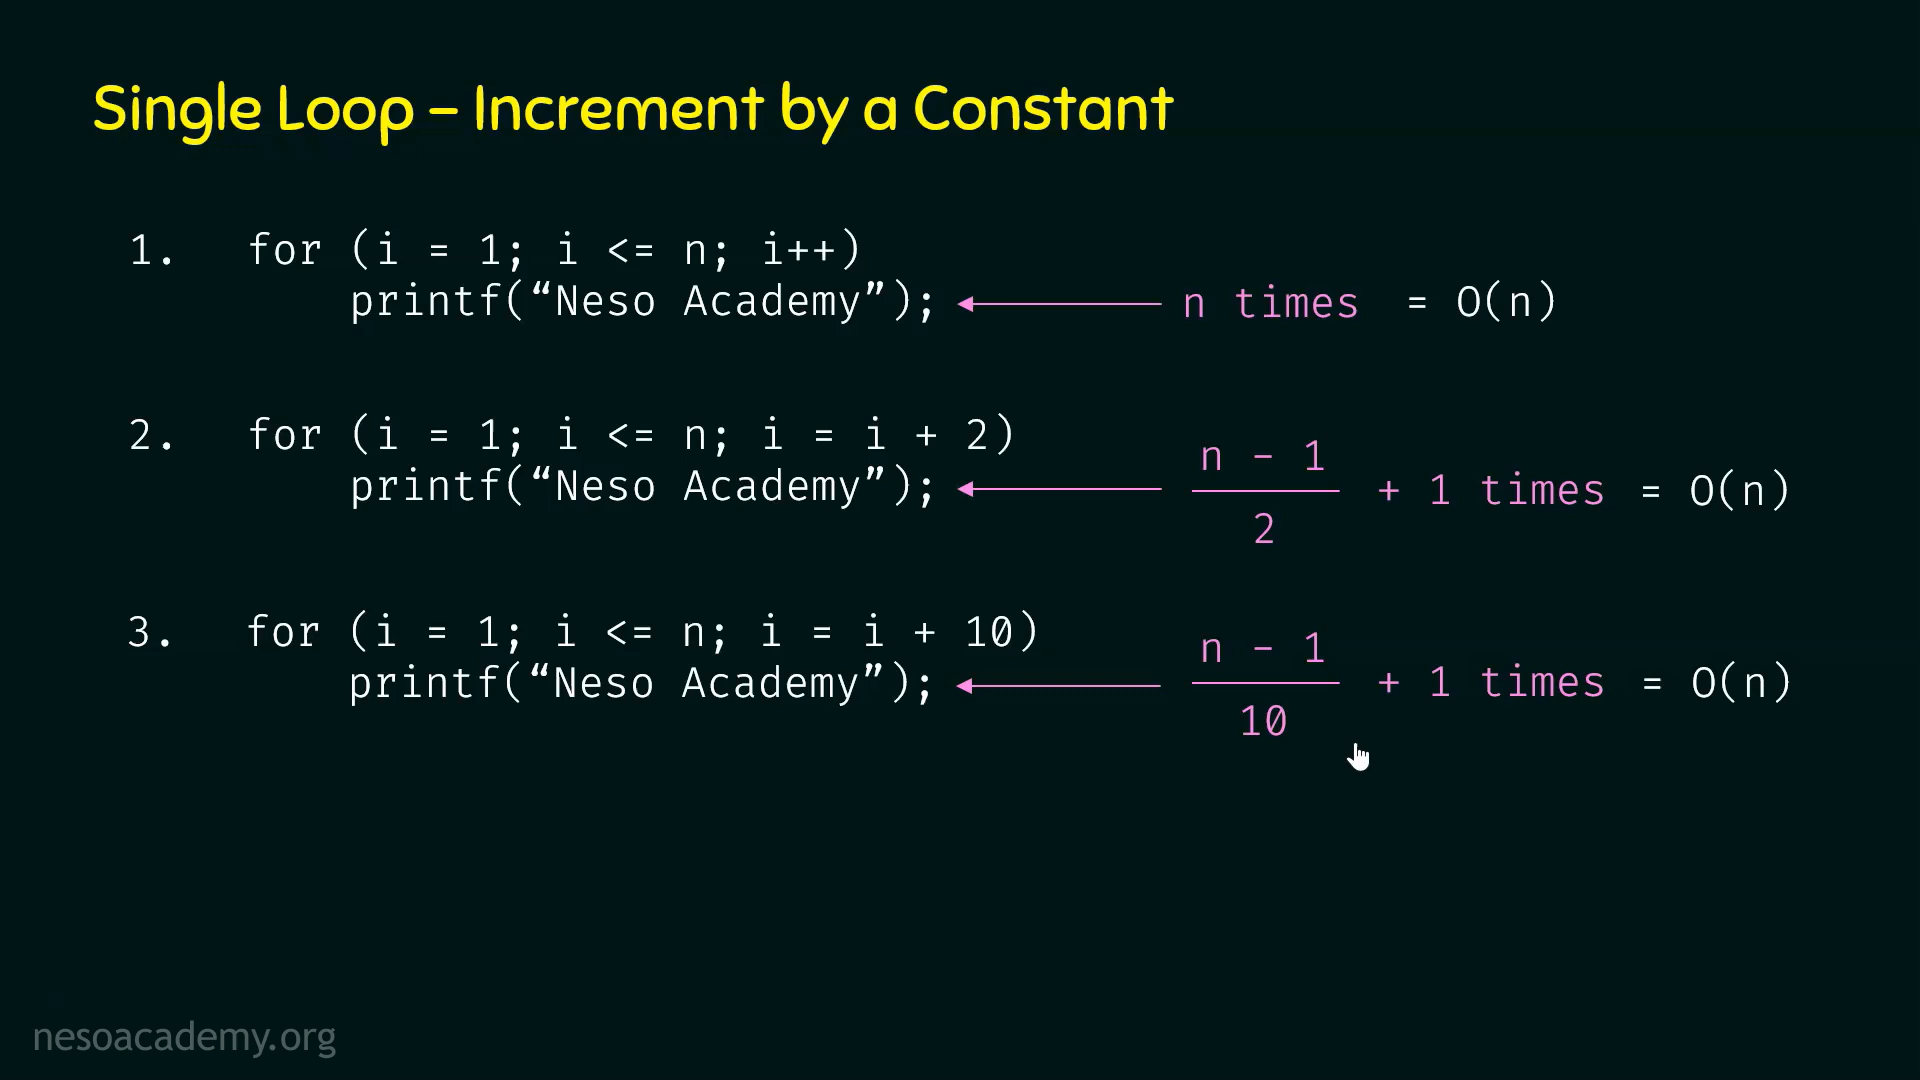 Single Loop – Increment by a Constant
1. for (i = 1; i <= n; i++)
printf(“Neso Academy”); n times = O(n)
2. for (i = 1; i <= n; i = i + 2)
printf(“Neso Academy”); n - 1
2 + 1 times = O(n)
3. for (i = 1; i <= n; i = i + 10)
printf(“Neso Academy”); n - 1
10 + 1 times = O(n)
nesoacademy.org